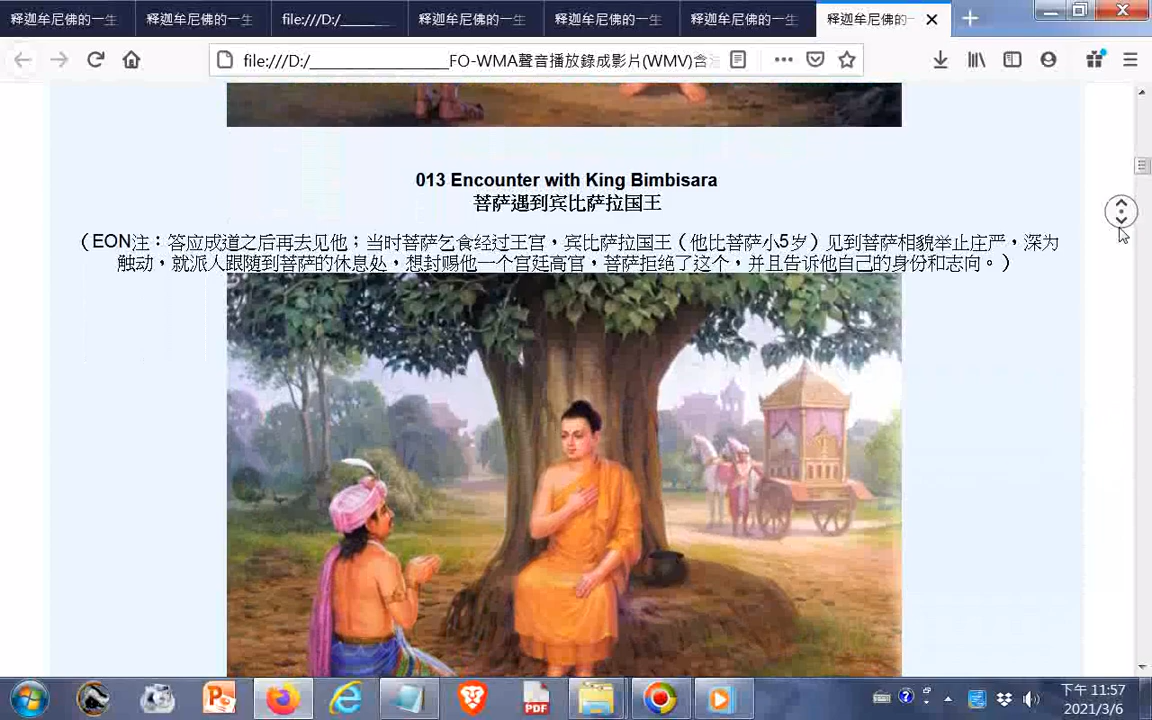 释迦牟尼佛的一生
释迦牟尼佛的一生
file:///D:/______
释迦牟尼佛的一生
释迦牟尼佛的一生
释迦牟尼佛的一生
释迦牟尼佛的一
file:///D:/________________FO-WMA聲音播放錄成影片(WMV)含
013 Encounter with King Bimbisara
菩萨遇到宾比萨拉国王
（EON注：答应成道之后再去见他；当时菩萨乞食经过王宫，宾比萨拉国王（他比菩萨小5岁）见到菩萨相貌举止庄严，深为
触动，就派人跟随到菩萨的休息处，想封赐他一个宫廷高官，菩萨拒绝了这个，并且告诉他自己的身份和志向。）
PDF
下午 11:57
2021/3/6